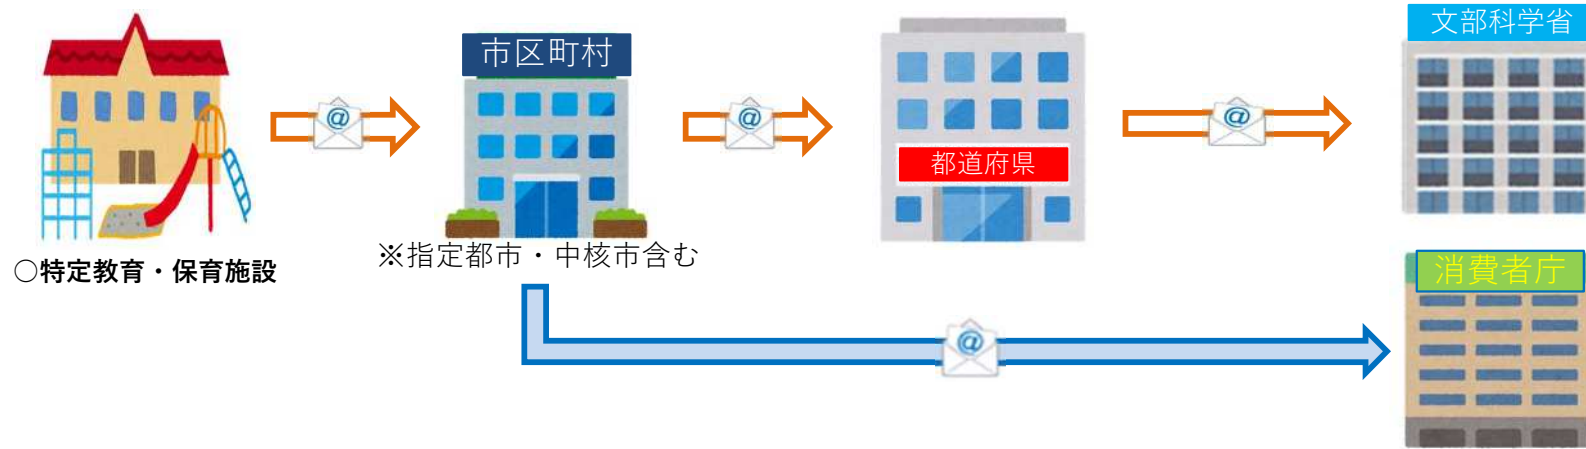 市区町村
都道府県
文部科学省
○特定教育・保育施設
※指定都市・中核市含む
消費者庁
@
@
@
@